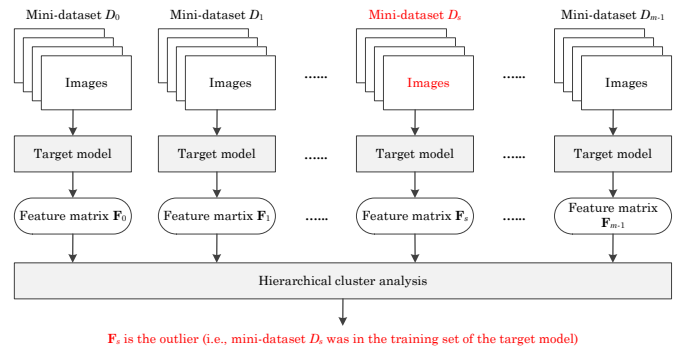 Mini-dataset D0 Mini-dataset D1 Mini-dataset Ds Mini-dataset Dm-1
Images Images ...... Images ...... Images
Target model Target model ...... Target model ...... Target model
Feature matrix F0 Feature martix F1 ...... Feature matrix Fs ...... Feature matrix
Fm-1
Hierarchical cluster analysis
Fs is the outlier (i.e., mini-dataset Ds was in the training set of the target model)